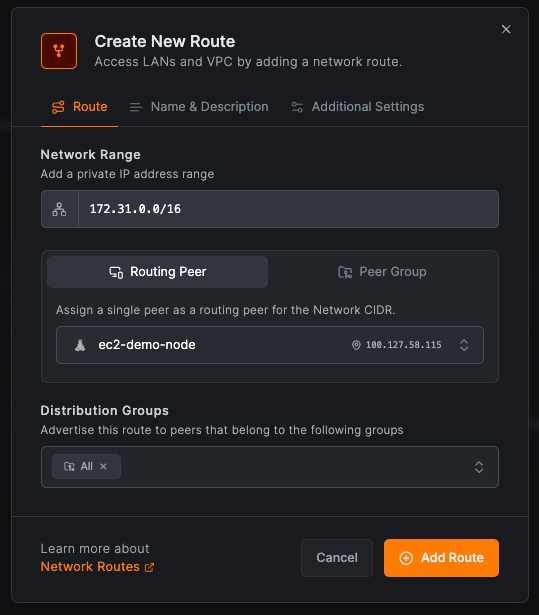 Create New Route
Access LANs and VPC by adding a network route.
Route
Name & Description
Additional Settings
Network Range
Add a private IP address range
172.31.0.0/16
Routing Peer
Peer Group
Assign a single peer as a routing peer for the Network CIDR.
ec2-demo-node
100.127.58.115
Distribution Groups
Advertise this route to peers that belong to the following groups
All
Learn more about
Network Routes
Cancel
Add Route